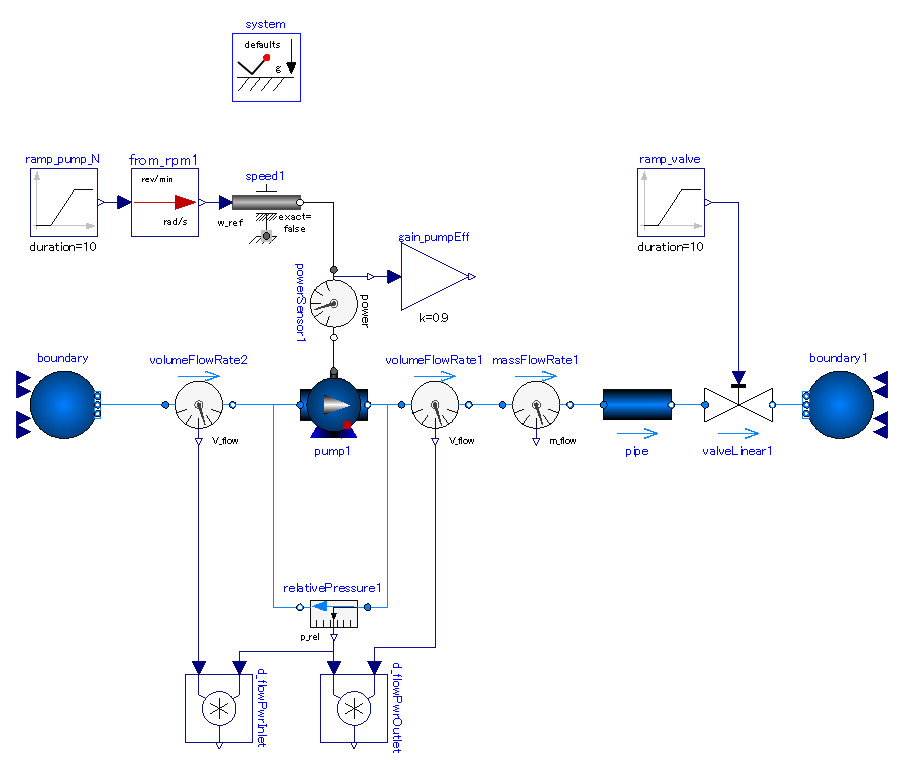 system
defaults
g
ramp_pump_N
from_rpm1
speed1
ramp_valve
rev/min
rad/s
w_ref
exact=
false
duration=10
duration=10
gain_pumpEff
powerSensor1
power
k=0.9
boundary
volumeFlowRate2
volumeFlowRate1
massFlowRate1
boundary1
V_flow
V_flow
m_flow
pump1
pipe
valveLinear1
relativePressure1
p_rel
d_flowPwrInlet
d_flowPwrOutlet